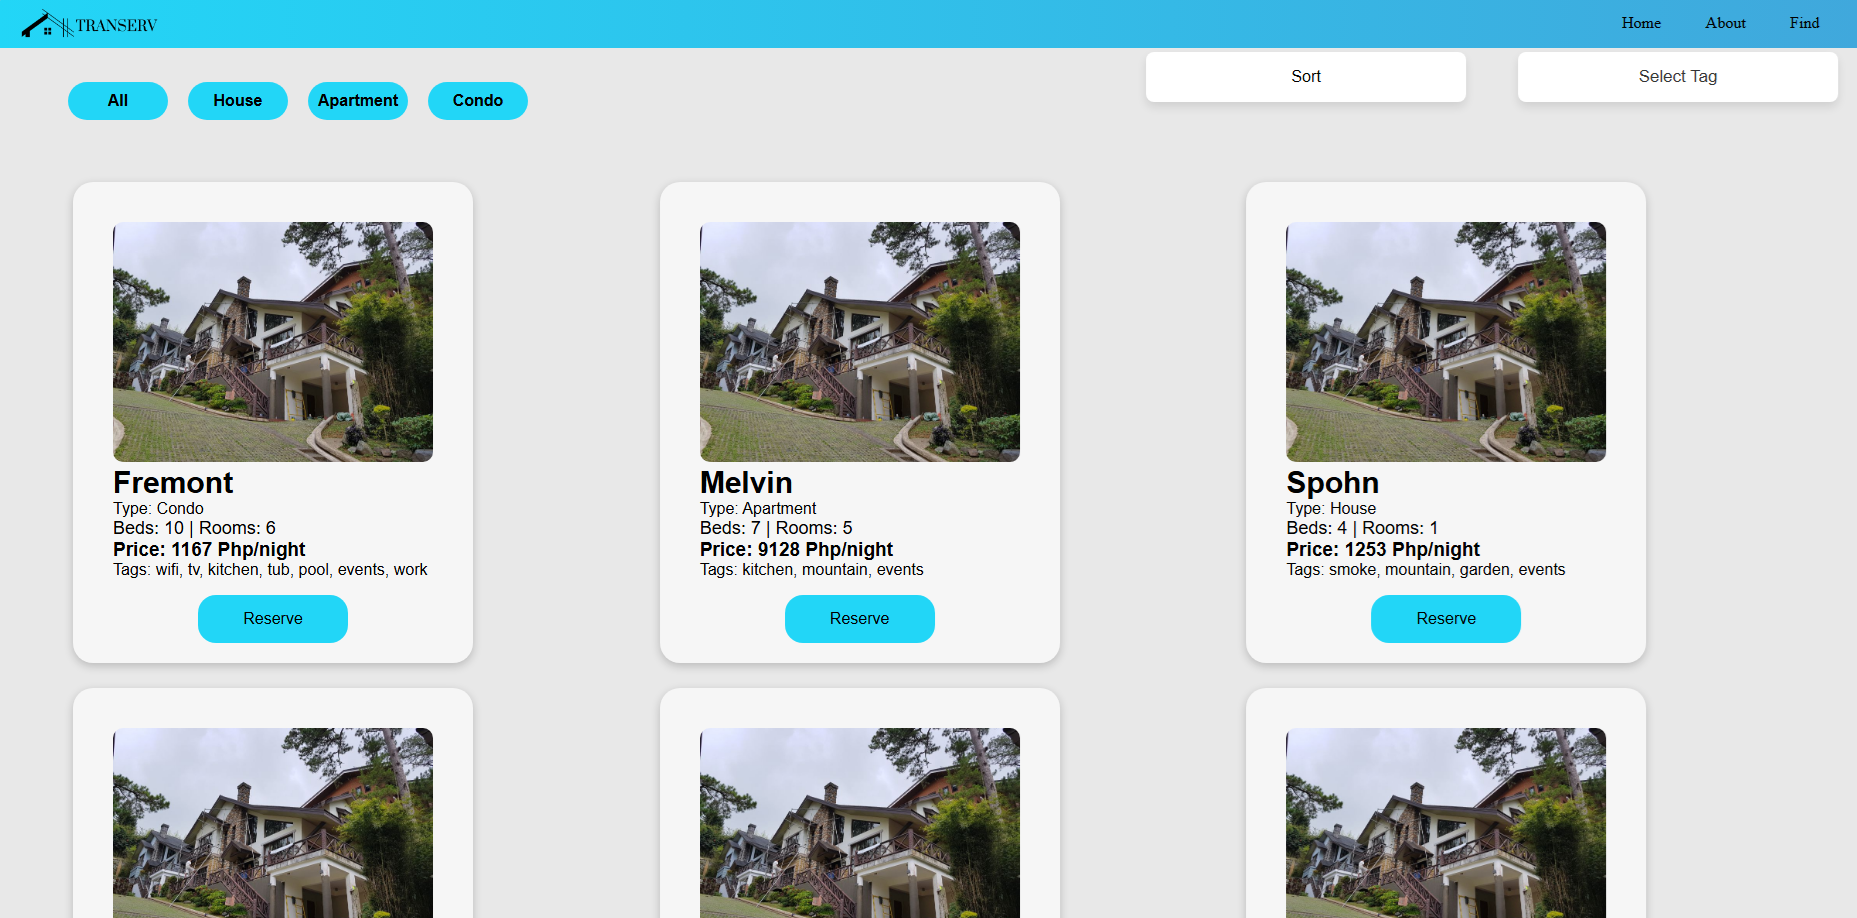 TRANSERV
Home About Find
All House Apartment Condo
Sort
Select Tag
Fremont
Type: Condo
Beds: 10 | Rooms: 6
Price: 1167 Php/night
Tags: wifi, tv, kitchen, tub, pool, events, work
Reserve
Melvin
Type: Apartment
Beds: 7 | Rooms: 5
Price: 9128 Php/night
Tags: kitchen, mountain, events
Reserve
Spohn
Type: House
Beds: 4 | Rooms: 1
Price: 1253 Php/night
Tags: smoke, mountain, garden, events
Reserve